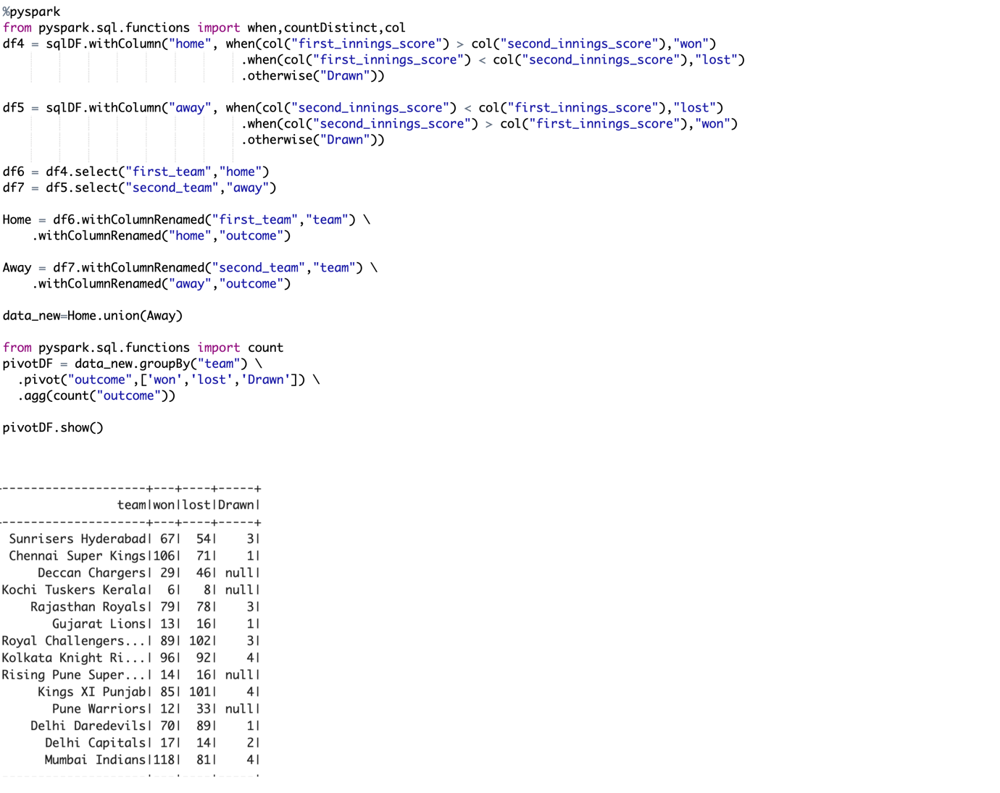 %pyspark
from pyspark.sql.functions import when,countDistinct,col
df4 = sqlDF.withColumn("home", when(col("first_innings_score") > col("second_innings_score"),"won")
                                 .when(col("first_innings_score") < col("second_innings_score"),"lost")
                                 .otherwise("Drawn"))
df5 = sqlDF.withColumn("away", when(col("second_innings_score") < col("first_innings_score"),"lost")
                                 .when(col("second_innings_score") > col("first_innings_score"),"won")
                                 .otherwise("Drawn"))
df6 = df4.select("first_team","home")
df7 = df5.select("second_team","away")
Home = df6.withColumnRenamed("first_team","team") \
    .withColumnRenamed("home","outcome")
Away = df7.withColumnRenamed("second_team","team") \
    .withColumnRenamed("away","outcome")
data_new=Home.union(Away)
from pyspark.sql.functions import count
pivotDF = data_new.groupBy("team") \
  .pivot("outcome",['won','lost','Drawn']) \
  .agg(count("outcome"))
pivotDF.show()
--------------------+---+----+-----+
                team|won|lost|Drawn|
--------------------+---+----+-----+
 Sunrisers Hyderabad| 67|  54|    3|
 Chennai Super Kings|106|  71|    1|
     Deccan Chargers| 29|  46| null|
Kochi Tuskers Kerala|  6|   8| null|
    Rajasthan Royals| 79|  78|    3|
       Gujarat Lions| 13|  16|    1|
Royal Challengers...| 89| 102|    3|
Kolkata Knight Ri...| 96|  92|    4|
Rising Pune Super...| 14|  16| null|
     Kings XI Punjab| 85| 101|    4|
       Pune Warriors| 12|  33| null|
    Delhi Daredevils| 70|  89|    1|
      Delhi Capitals| 17|  14|    2|
      Mumbai Indians|118|  81|    4|
--------------------+---+----+-----+